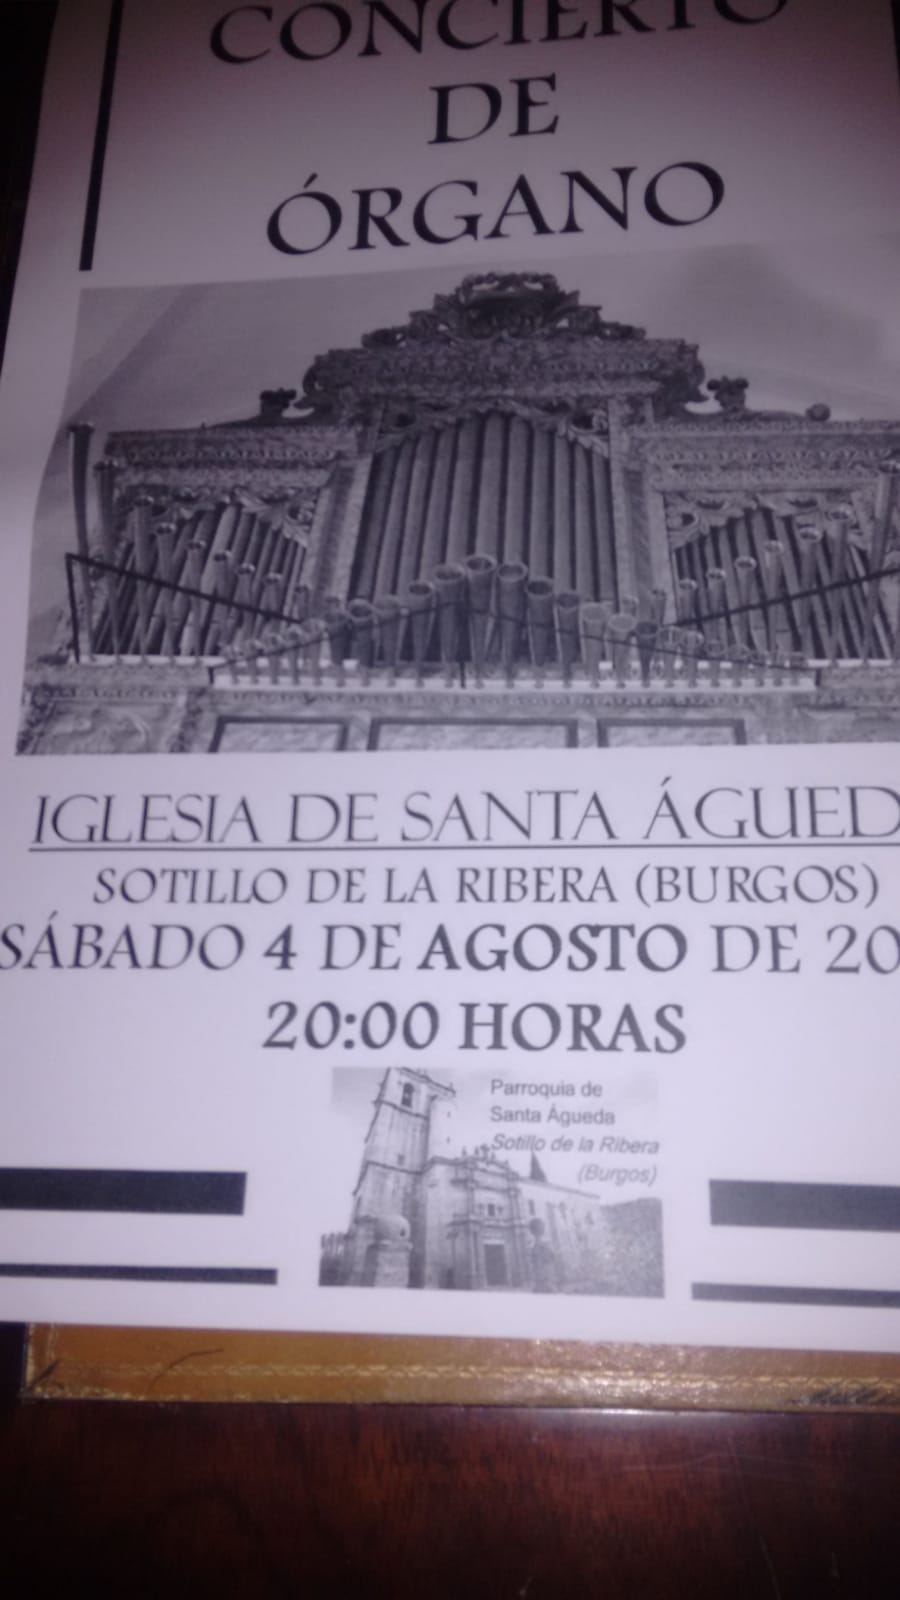 CONCIERTO
DE
ÓRGANO
IGLESIA DE SANTA ÁGUED
SOTILLO DE LA RIBERA (BURGOS)
SÁBADO 4 DE AGOSTO DE 20
20:00 HORAS
Parroquia de
Santa Águeda
Sotillo de la Ribera
(Burgos)